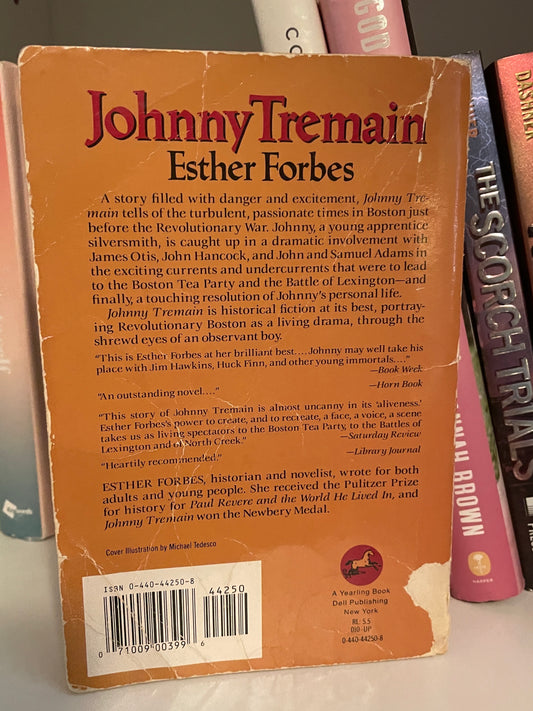 Johnny Tremain
Esther Forbes
A story filled with danger and excitement, Johnny Tre-
main tells of the turbulent, passionate times in Boston just
before the Revolutionary War. Johnny, a young apprentice
silversmith, is caught up in a dramatic involvement with
James Otis, John Hancock, and John and Samuel Adams in
the exciting currents and undercurrents that were to lead
to the Boston Tea Party and the Battle of Lexington—and
finally, a touching resolution of Johnny's personal life.
Johnny Tremain is historical fiction at its best, portray-
ing Revolutionary Boston as a living drama, through the
shrewd eyes of an observant boy.
"This is Esther Forbes at her brilliant best....Johnny may well take his
place with Jim Hawkins, Huck Finn, and other young immortals...."
—Book Week
"An outstanding novel...." —Horn Book
"This story of Johnny Tremain is almost uncanny in its 'aliveness.'
Esther Forbes's power to create, and to recreate, a face, a voice, a scene
takes us as living spectators to the Boston Tea Party, to the Battles of
Lexington and of North Creek." —Saturday Review
"Heartily recommended." —Library Journal
ESTHER FORBES, historian and novelist, wrote for both
adults and young people. She received the Pulitzer Prize
for history for Paul Revere and the World He Lived In, and
Johnny Tremain won the Newbery Medal.
Cover Illustration by Michael Tedesco
ISBN 0-440-44250-8
44250
0 71009 00399 6
A Yearling Book
Dell Publishing
New York
RL: 5.5
010-UP
0-440-44250-8
GOD
DASHNER
THE SCORCH TRIALS
BROWN
HARPER